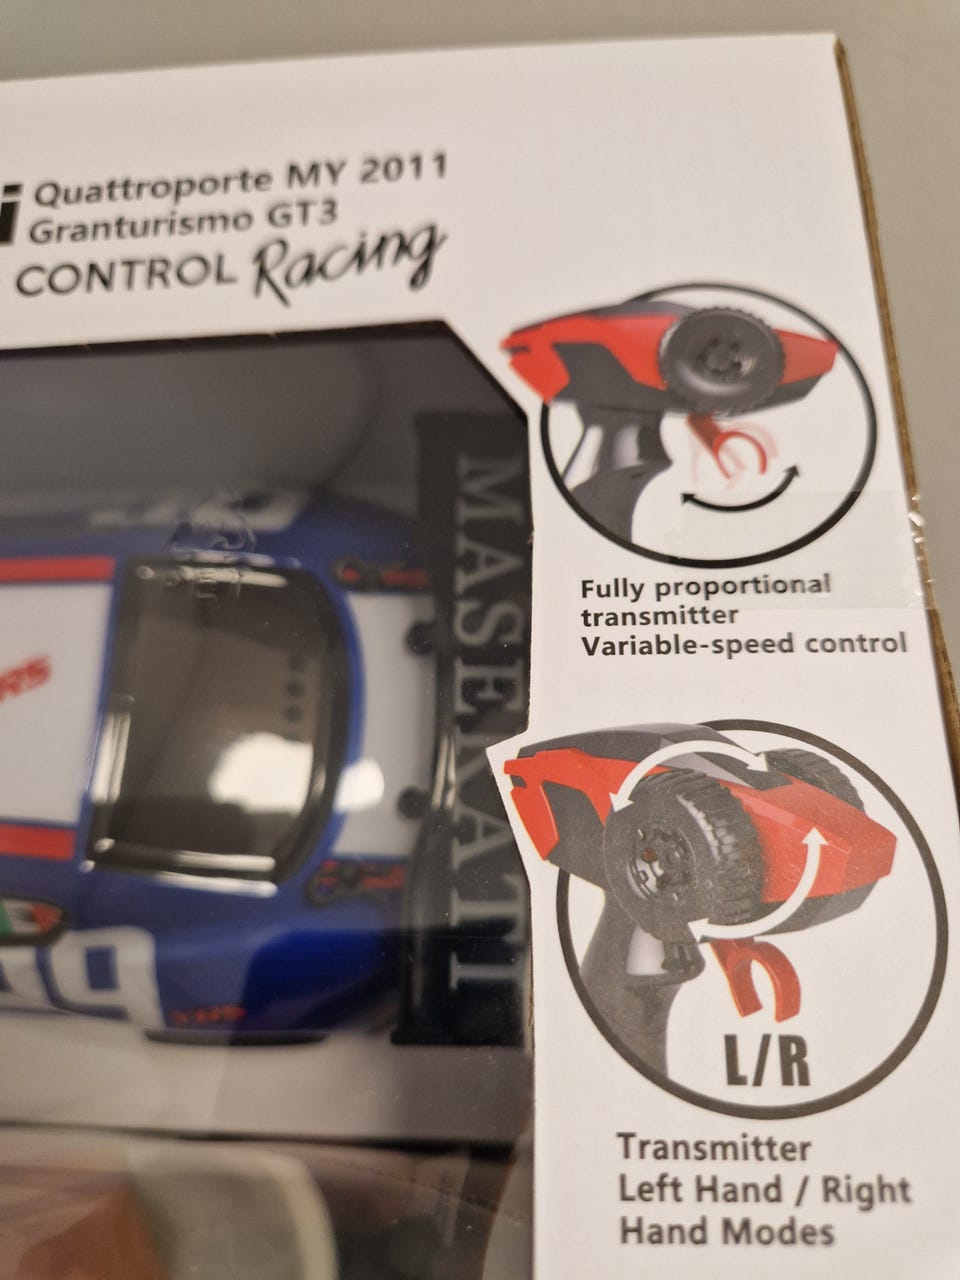 i Quattroporte MY 2011
Granturismo GT3
CONTROL Racing
MASERATI
Fully proportional
transmitter
Variable-speed control
L/R
Transmitter
Left Hand / Right
Hand Modes